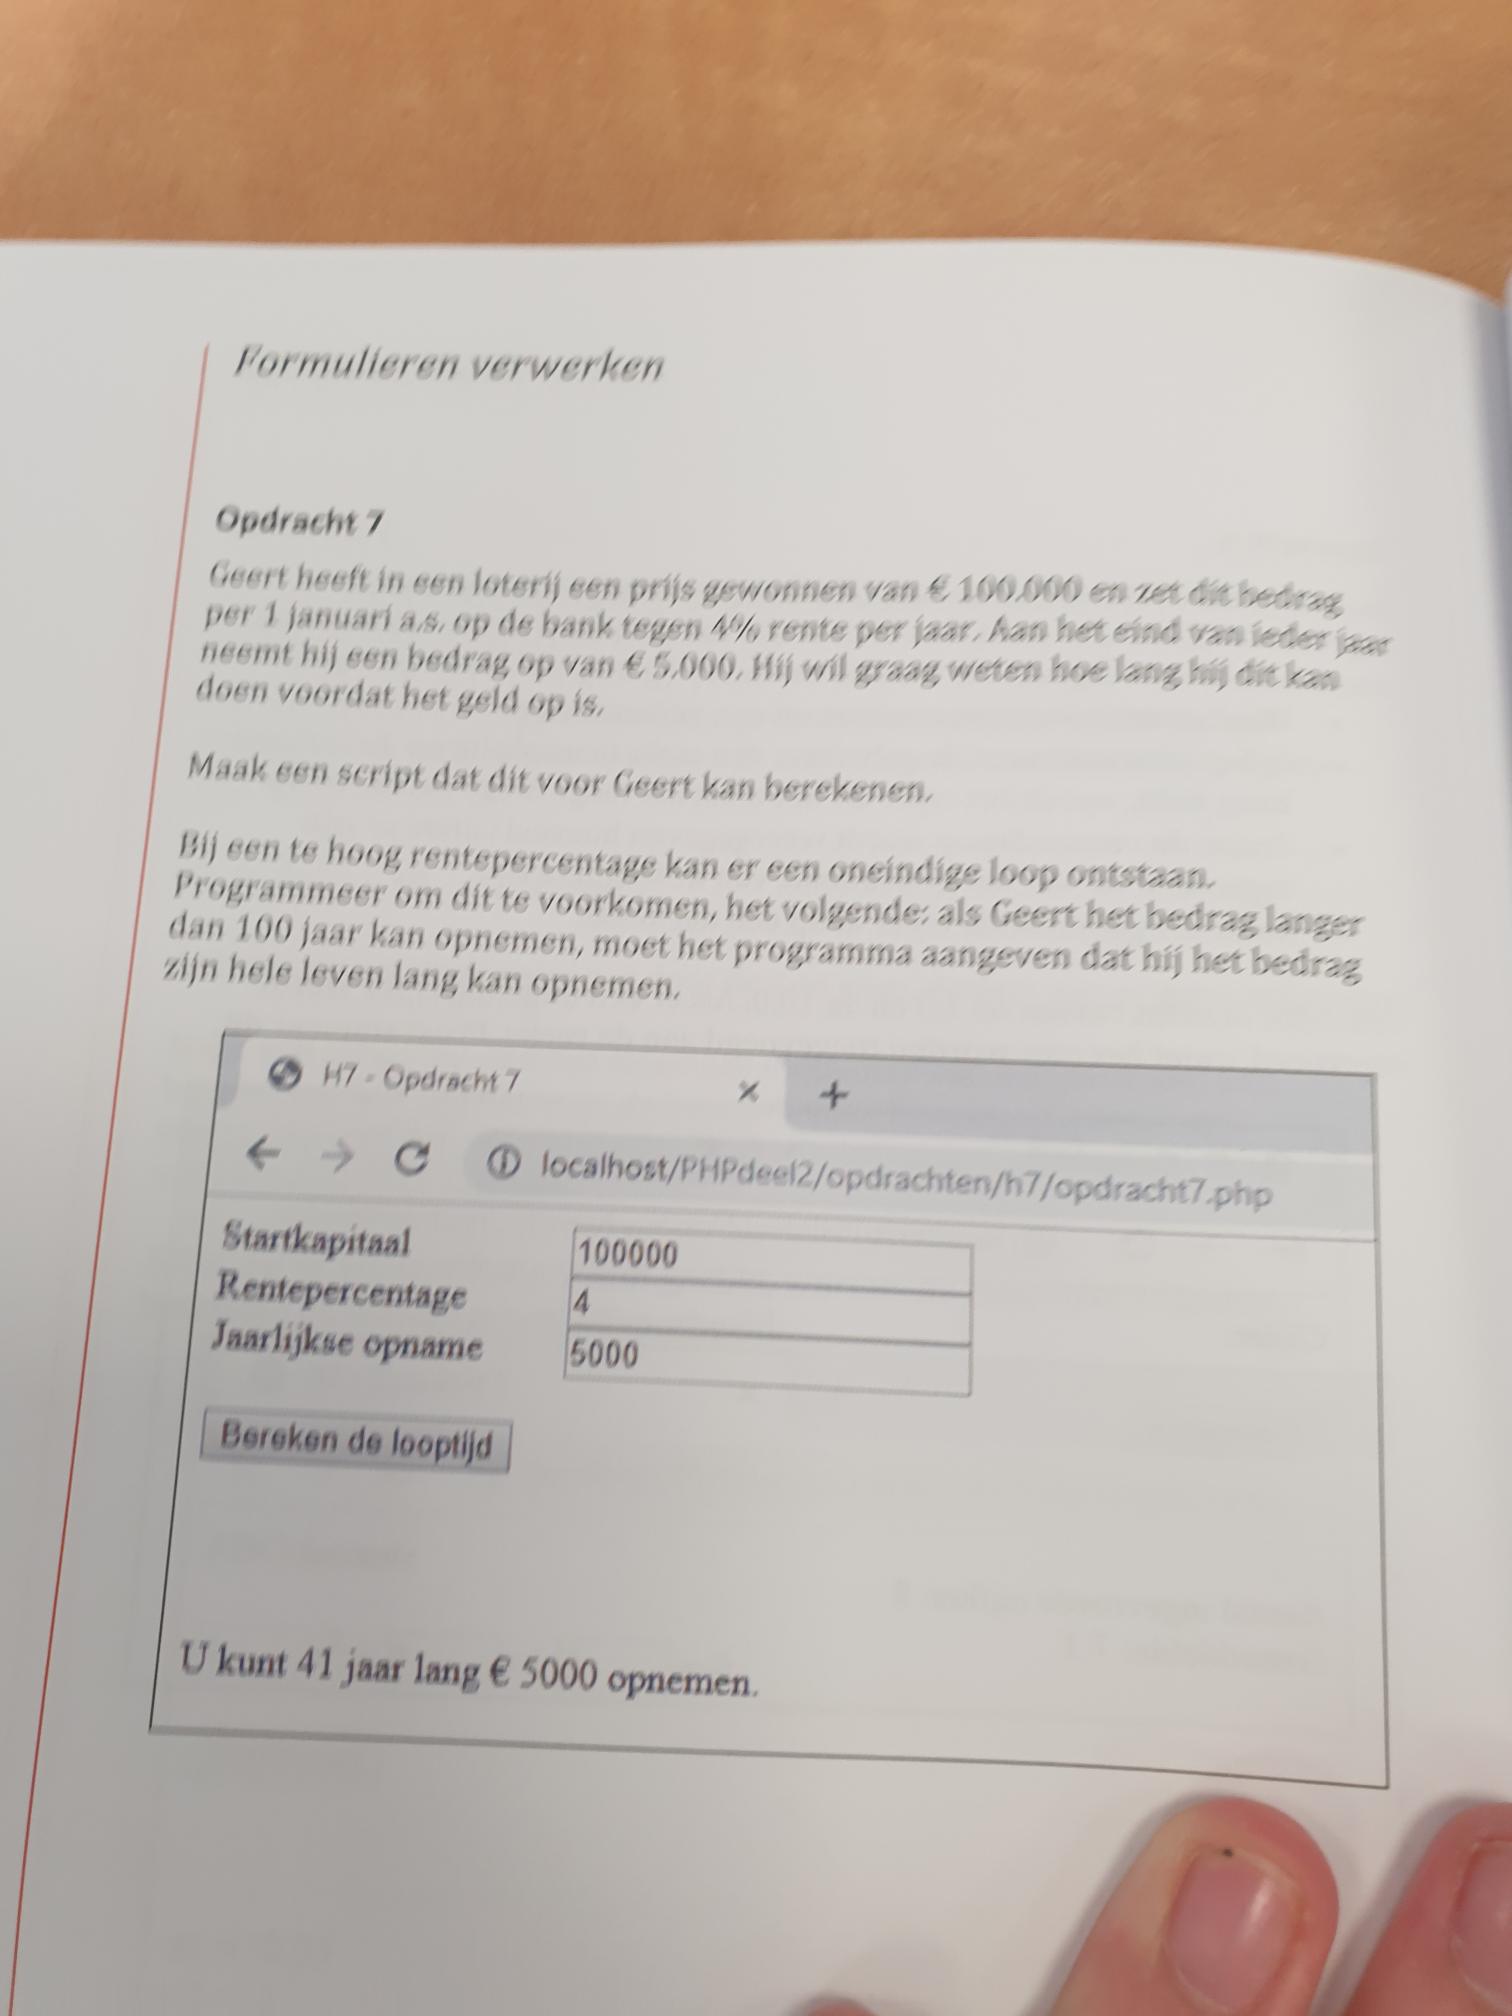 Formulieren verwerken
Opdracht 7
Geert heeft in een loterij een prijs gewonnen van € 100.000 en zet dit bedrag
per 1 januari a.s. op de bank tegen 4% rente per jaar. Aan het eind van ieder jaar
neemt hij een bedrag op van € 5.000. Hij wil graag weten hoe lang hij dit kan
doen voordat het geld op is.
Maak een script dat dit voor Geert kan berekenen.
Bij een te hoog rentepercentage kan er een oneindige loop ontstaan.
Programmeer om dit te voorkomen, het volgende: als Geert het bedrag langer
dan 100 jaar kan opnemen, moet het programma aangeven dat hij het bedrag
zijn hele leven lang kan opnemen.
H7 - Opdracht 7
localhost/PHPdeel2/opdrachten/h7/opdracht7.php
Startkapitaal 100000
Rentepercentage 4
Jaarlijkse opname 5000
Bereken de looptijd
U kunt 41 jaar lang € 5000 opnemen.